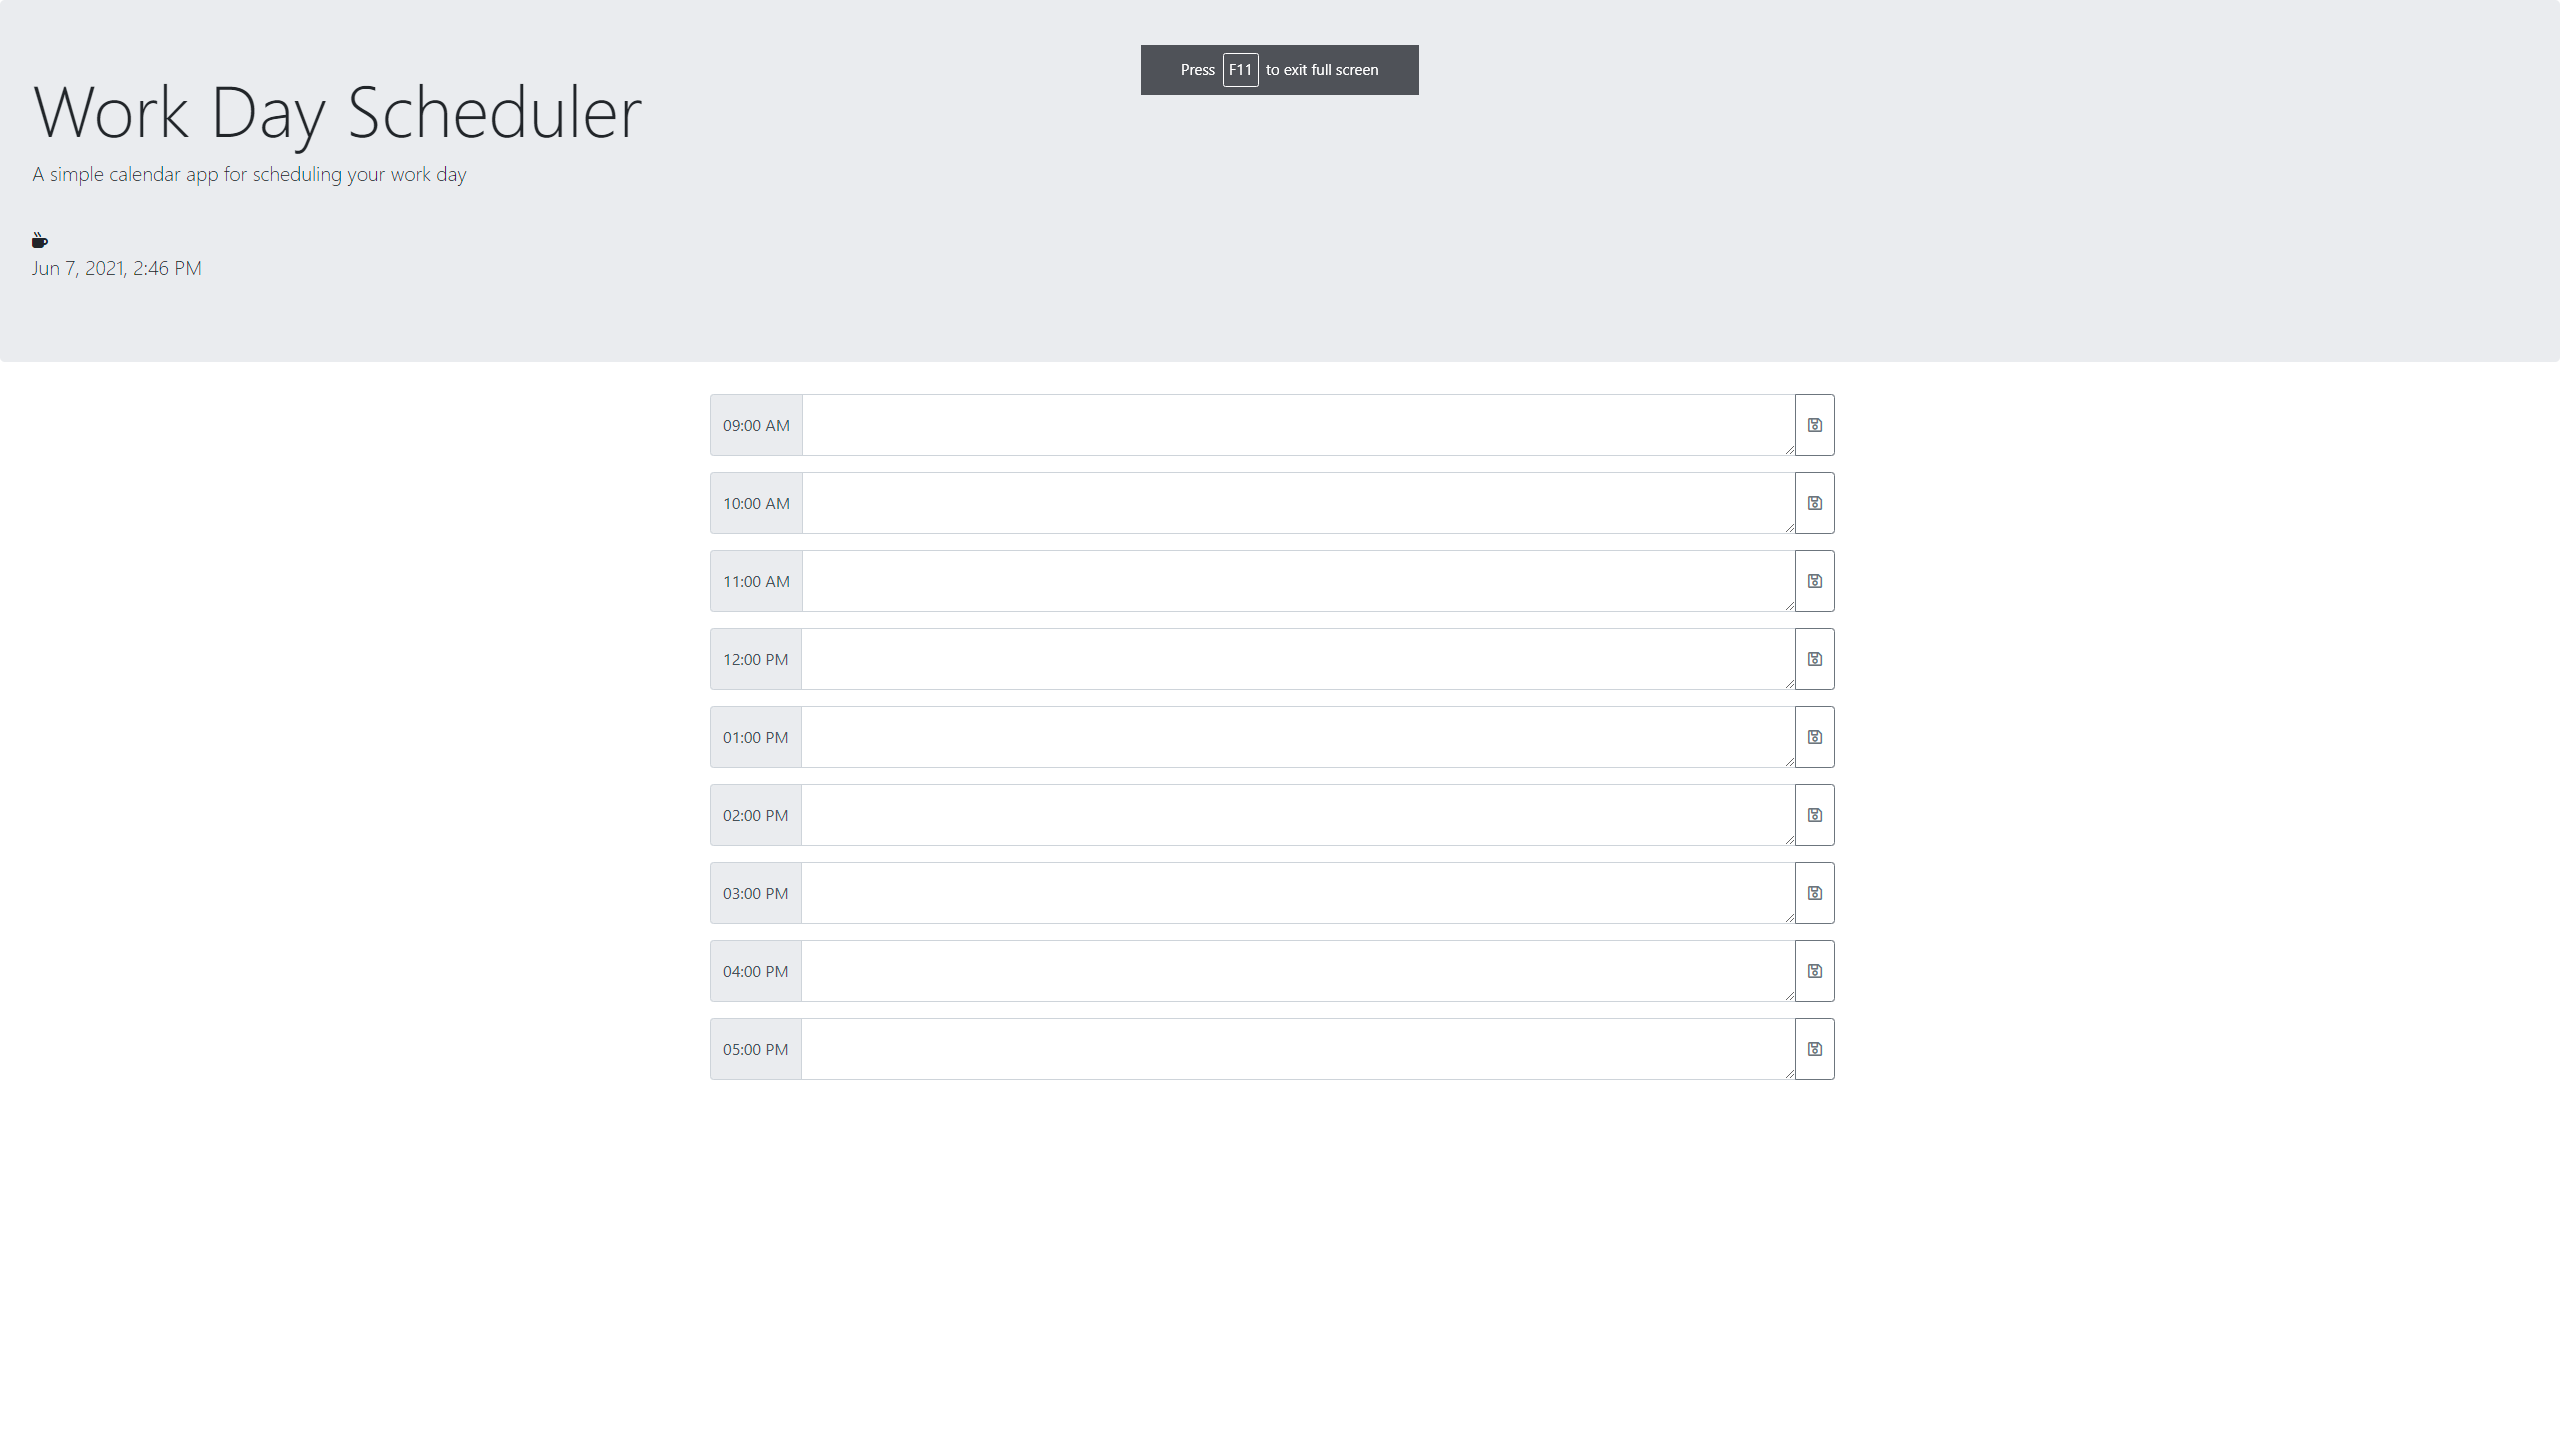 Press F11 to exit full screen
Work Day Scheduler
A simple calendar app for scheduling your work day
Jun 7, 2021, 2:46 PM
09:00 AM
10:00 AM
11:00 AM
12:00 PM
01:00 PM
02:00 PM
03:00 PM
04:00 PM
05:00 PM